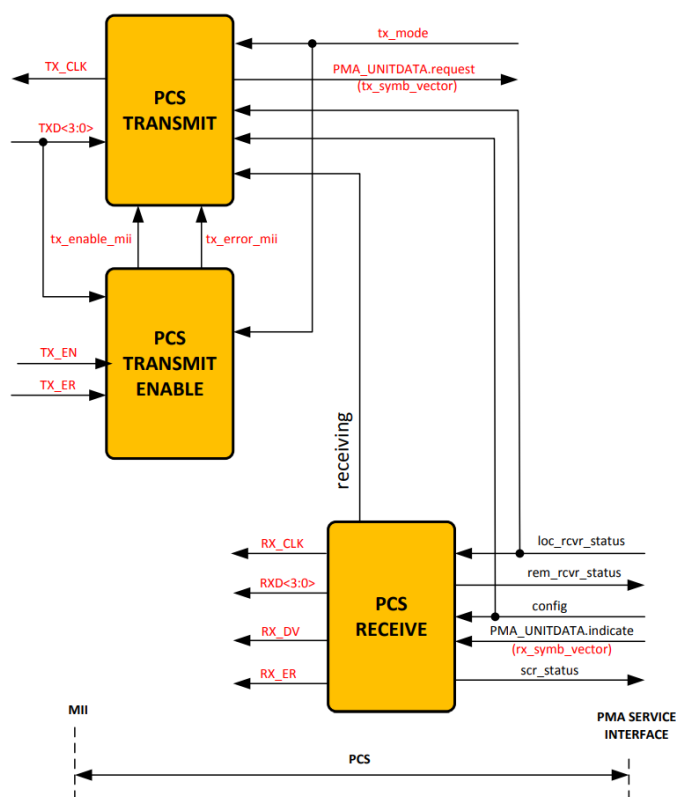 tx_mode
TX_CLK
PMA_UNITDATA.request
(tx_symb_vector)
PCS
TRANSMIT
TXD<3:0>
tx_enable_mii
tx_error_mii
PCS
TRANSMIT
ENABLE
TX_EN
TX_ER
receiving
RX_CLK
loc_rcvr_status
RXD<3:0>
rem_rcvr_status
PCS
RECEIVE
config
RX_DV
PMA_UNITDATA.indicate
(rx_symb_vector)
RX_ER
scr_status
MII
PMA SERVICE
INTERFACE
PCS